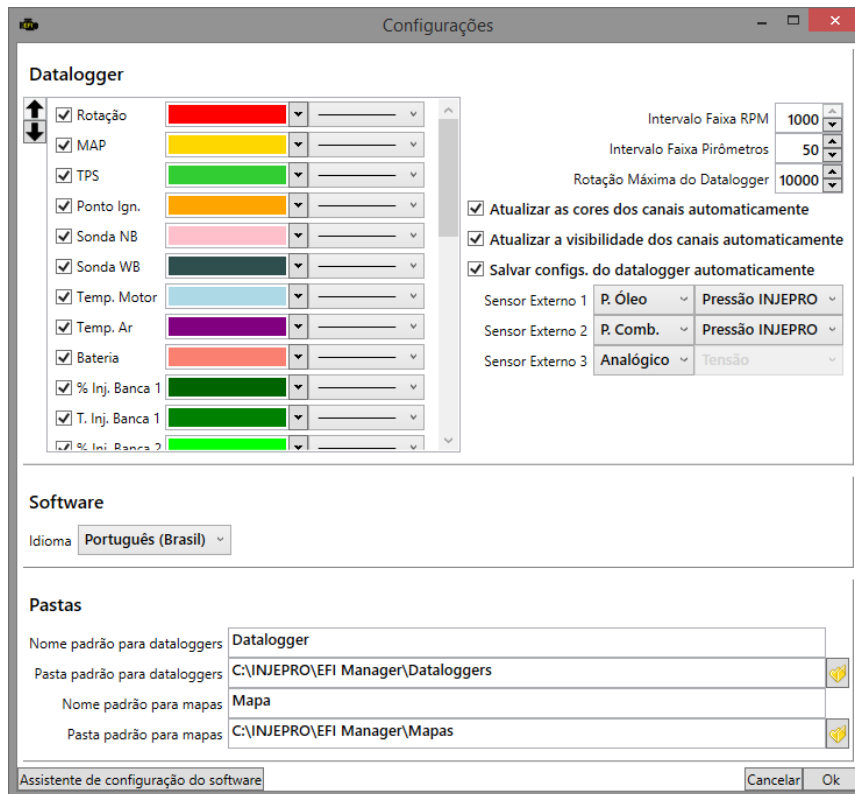 EFI
Configurações
Datalogger
Rotação
MAP
TPS
Ponto Ign.
Sonda NB
Sonda WB
Temp. Motor
Temp. Ar
Bateria
% Inj. Banca 1
T. Inj. Banca 1
% Inj. Banca 2
Intervalo Faixa RPM 1000
Intervalo Faixa Pirômetros 50
Rotação Máxima do Datalogger 10000
Atualizar as cores dos canais automaticamente
Atualizar a visibilidade dos canais automaticamente
Salvar configs. do datalogger automaticamente
Sensor Externo 1 P. Óleo Pressão INJEPRO
Sensor Externo 2 P. Comb. Pressão INJEPRO
Sensor Externo 3 Analógico Tensão
Software
Idioma Português (Brasil)
Pastas
Nome padrão para dataloggers Datalogger
Pasta padrão para dataloggers C:\INJEPRO\EFI Manager\Dataloggers
Nome padrão para mapas Mapa
Pasta padrão para mapas C:\INJEPRO\EFI Manager\Mapas
Assistente de configuração do software Cancelar Ok